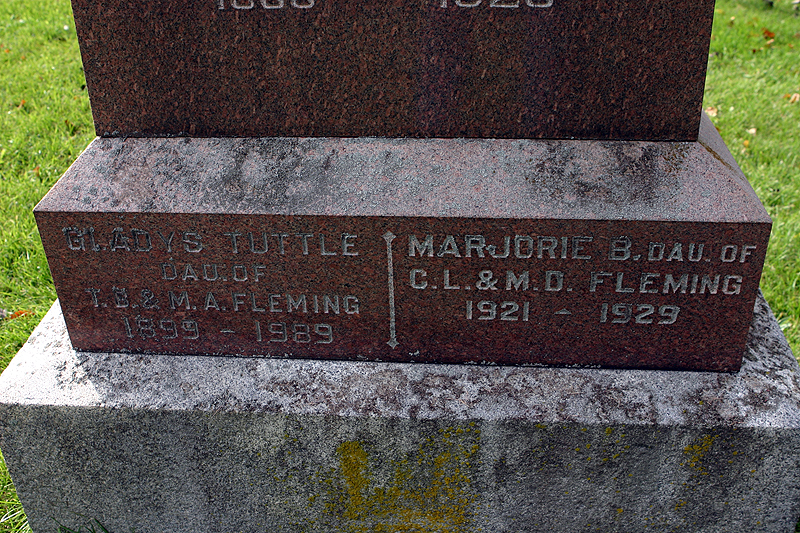 GLADYS TUTTLE
DAU. OF
T. B. & M. A. FLEMING
1899 - 1989
MARJORIE B. DAU. OF
C. L. & M. D. FLEMING
1921 - 1929